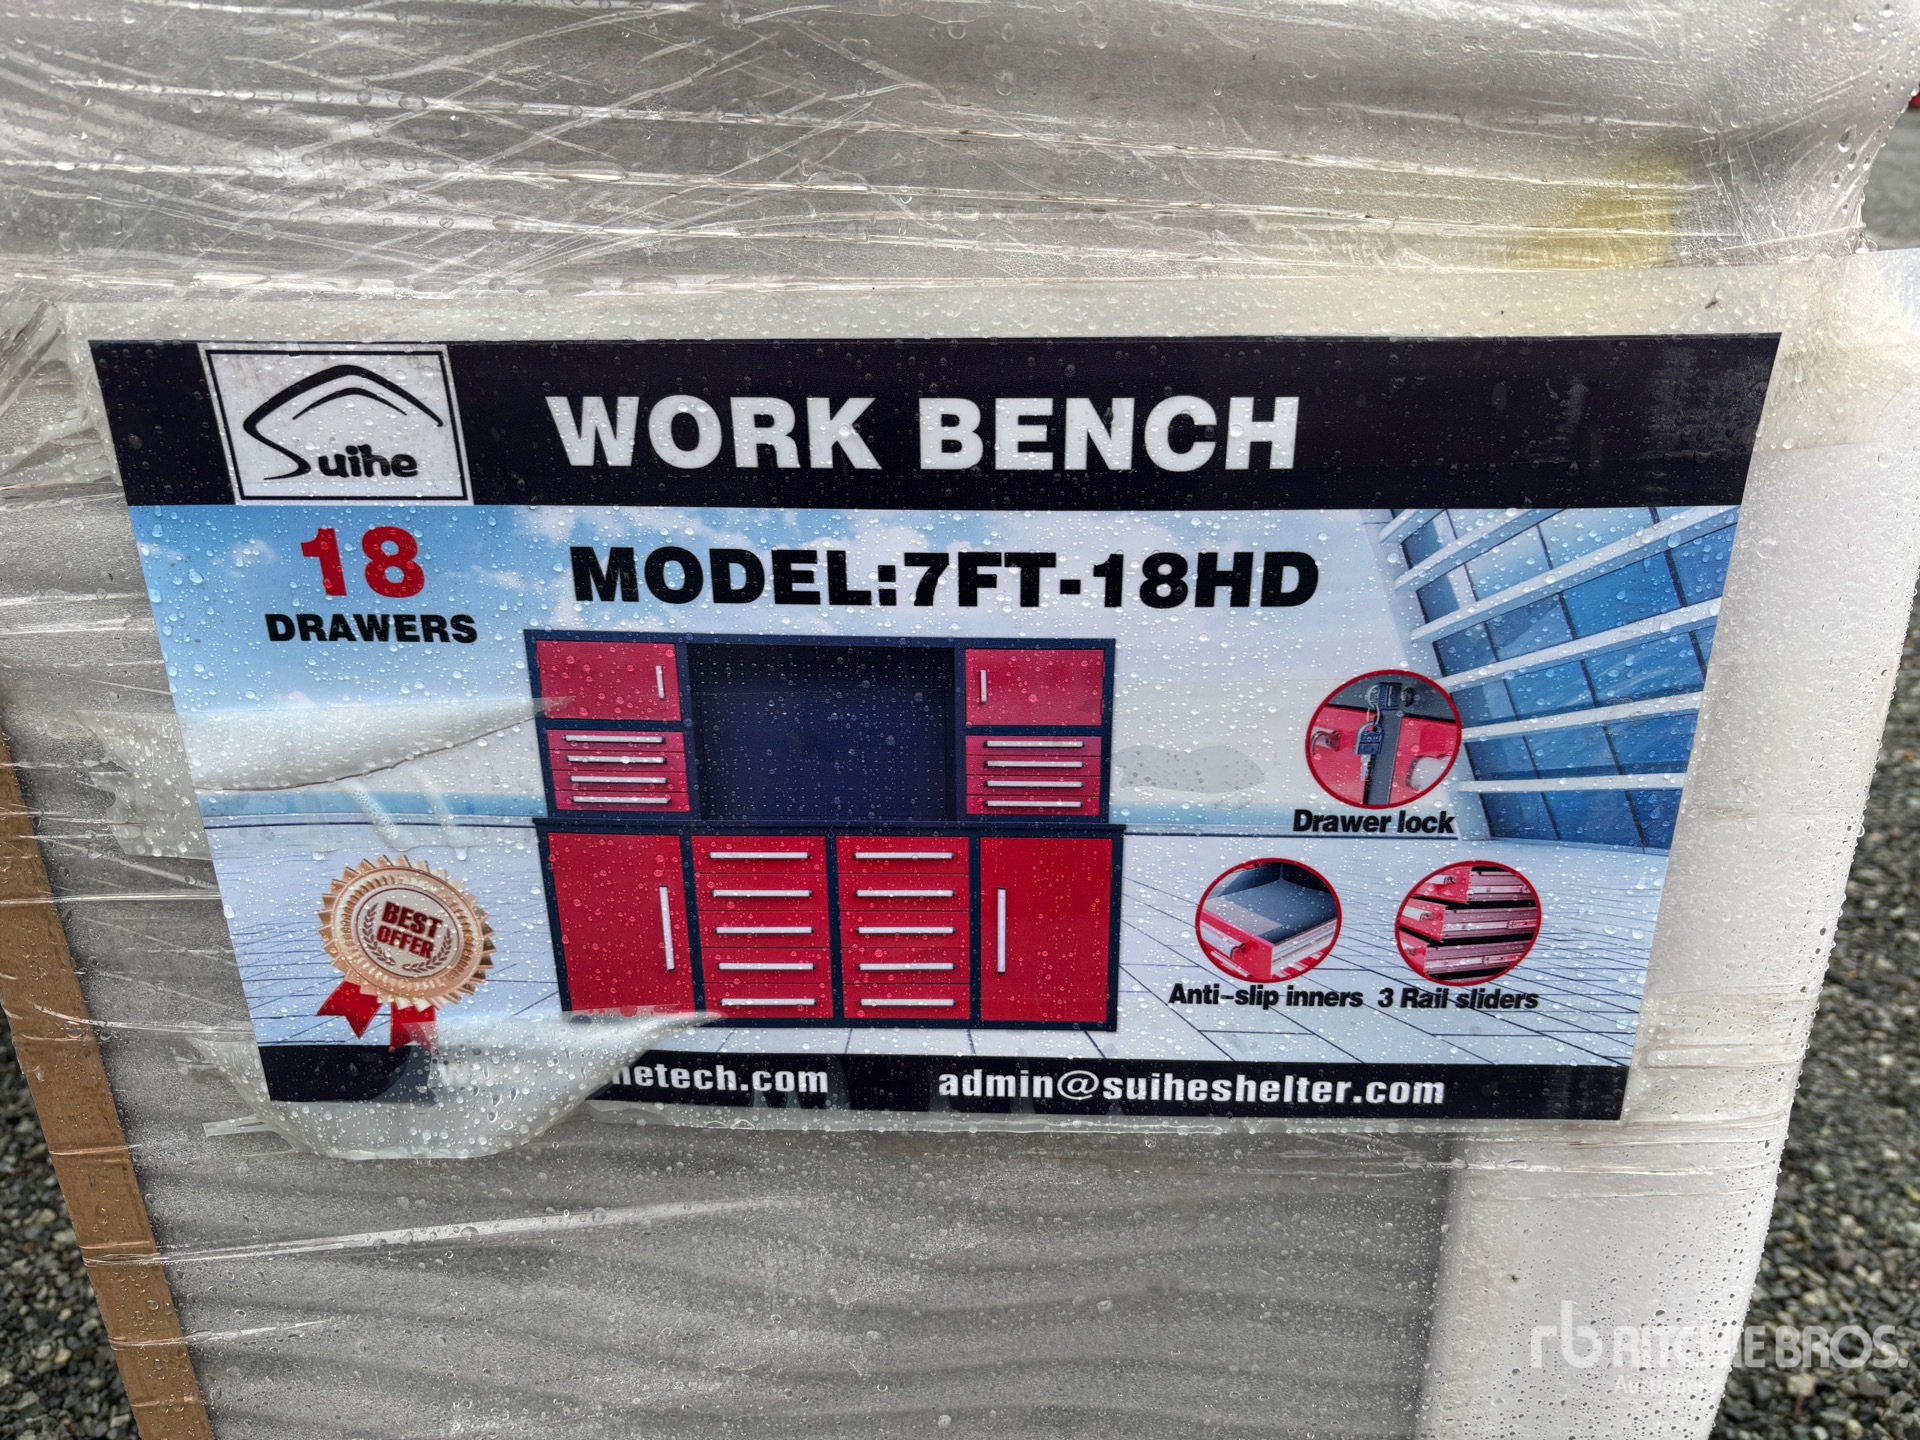 Suihe
WORK BENCH
18
DRAWERS
MODEL:7FT-18HD
Drawer lock
BEST
OFFER
Anti-slip inners
3 Rail sliders
hetech.com
admin@suiheshelter.com
rb RITCHIE BROS.